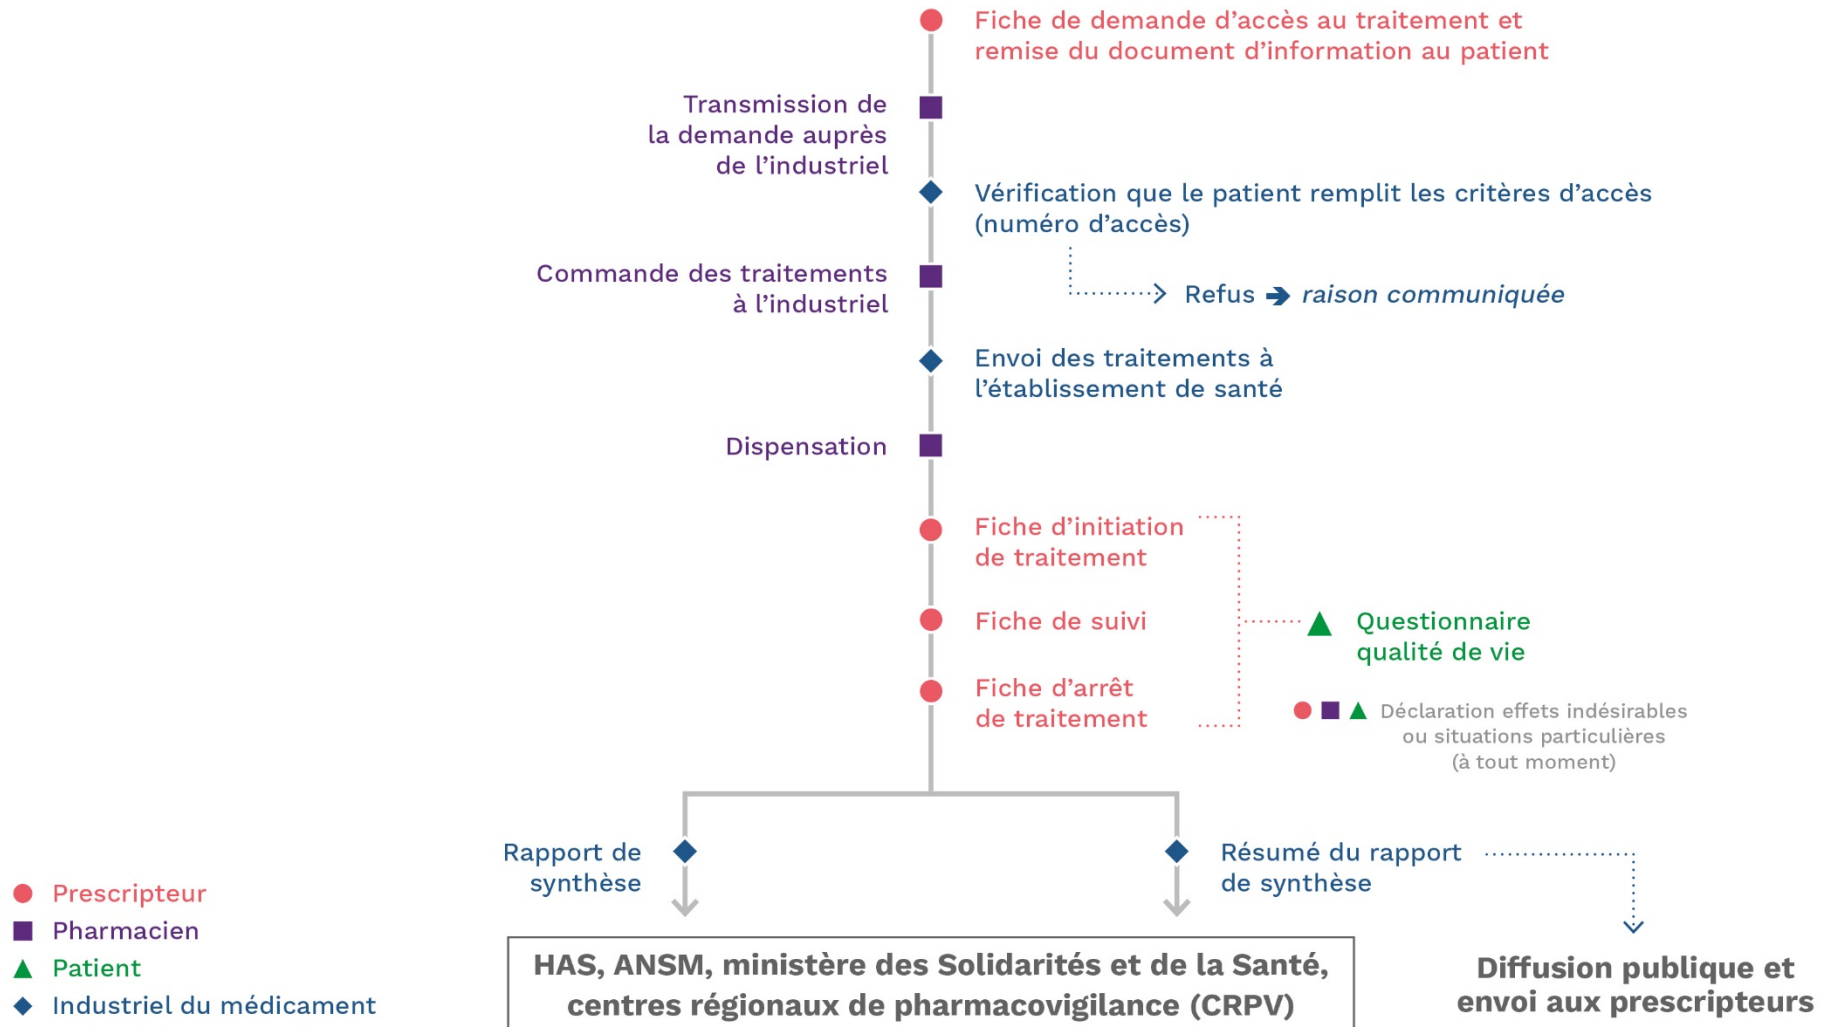 Fiche de demande d’accès au traitement et
remise du document d’information au patient
Transmission de
la demande auprès
de l’industriel
Vérification que le patient remplit les critères d’accès
(numéro d’accès)
Refus ➔ raison communiquée
Commande des traitements
à l’industriel
Envoi des traitements à
l’établissement de santé
Dispensation
Fiche d’initiation
de traitement
Fiche de suivi
Fiche d’arrêt
de traitement
Questionnaire
qualité de vie
Déclaration effets indésirables
ou situations particulières
(à tout moment)
Rapport de
synthèse
Résumé du rapport
de synthèse
Prescripteur
Pharmacien
Patient
Industriel du médicament
HAS, ANSM, ministère des Solidarités et de la Santé,
centres régionaux de pharmacovigilance (CRPV)
Diffusion publique et
envoi aux prescripteurs